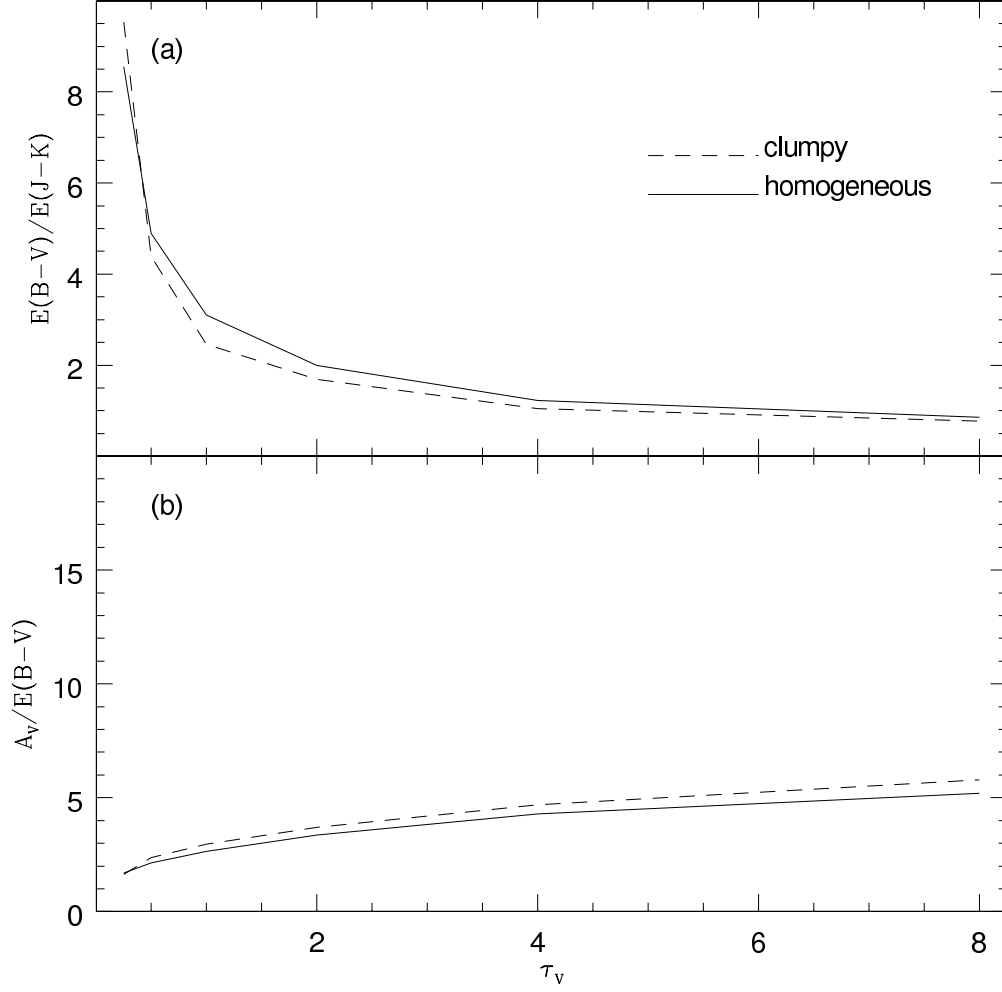 (a)
8
6
4
2
E(B−V)/E(J−K)
clumpy
homogeneous
(b)
15
10
5
0
A_V/E(B−V)
2 4 6 8
τ_V